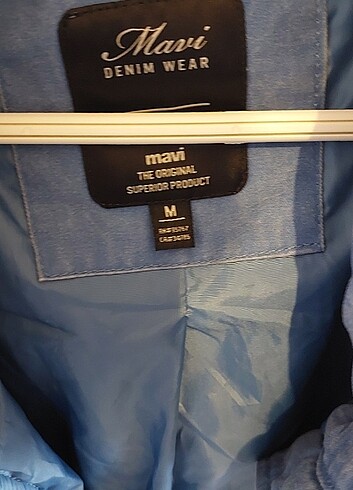 Mavi
DENIM WEAR
mavi
THE ORIGINAL
SUPERIOR PRODUCT
M